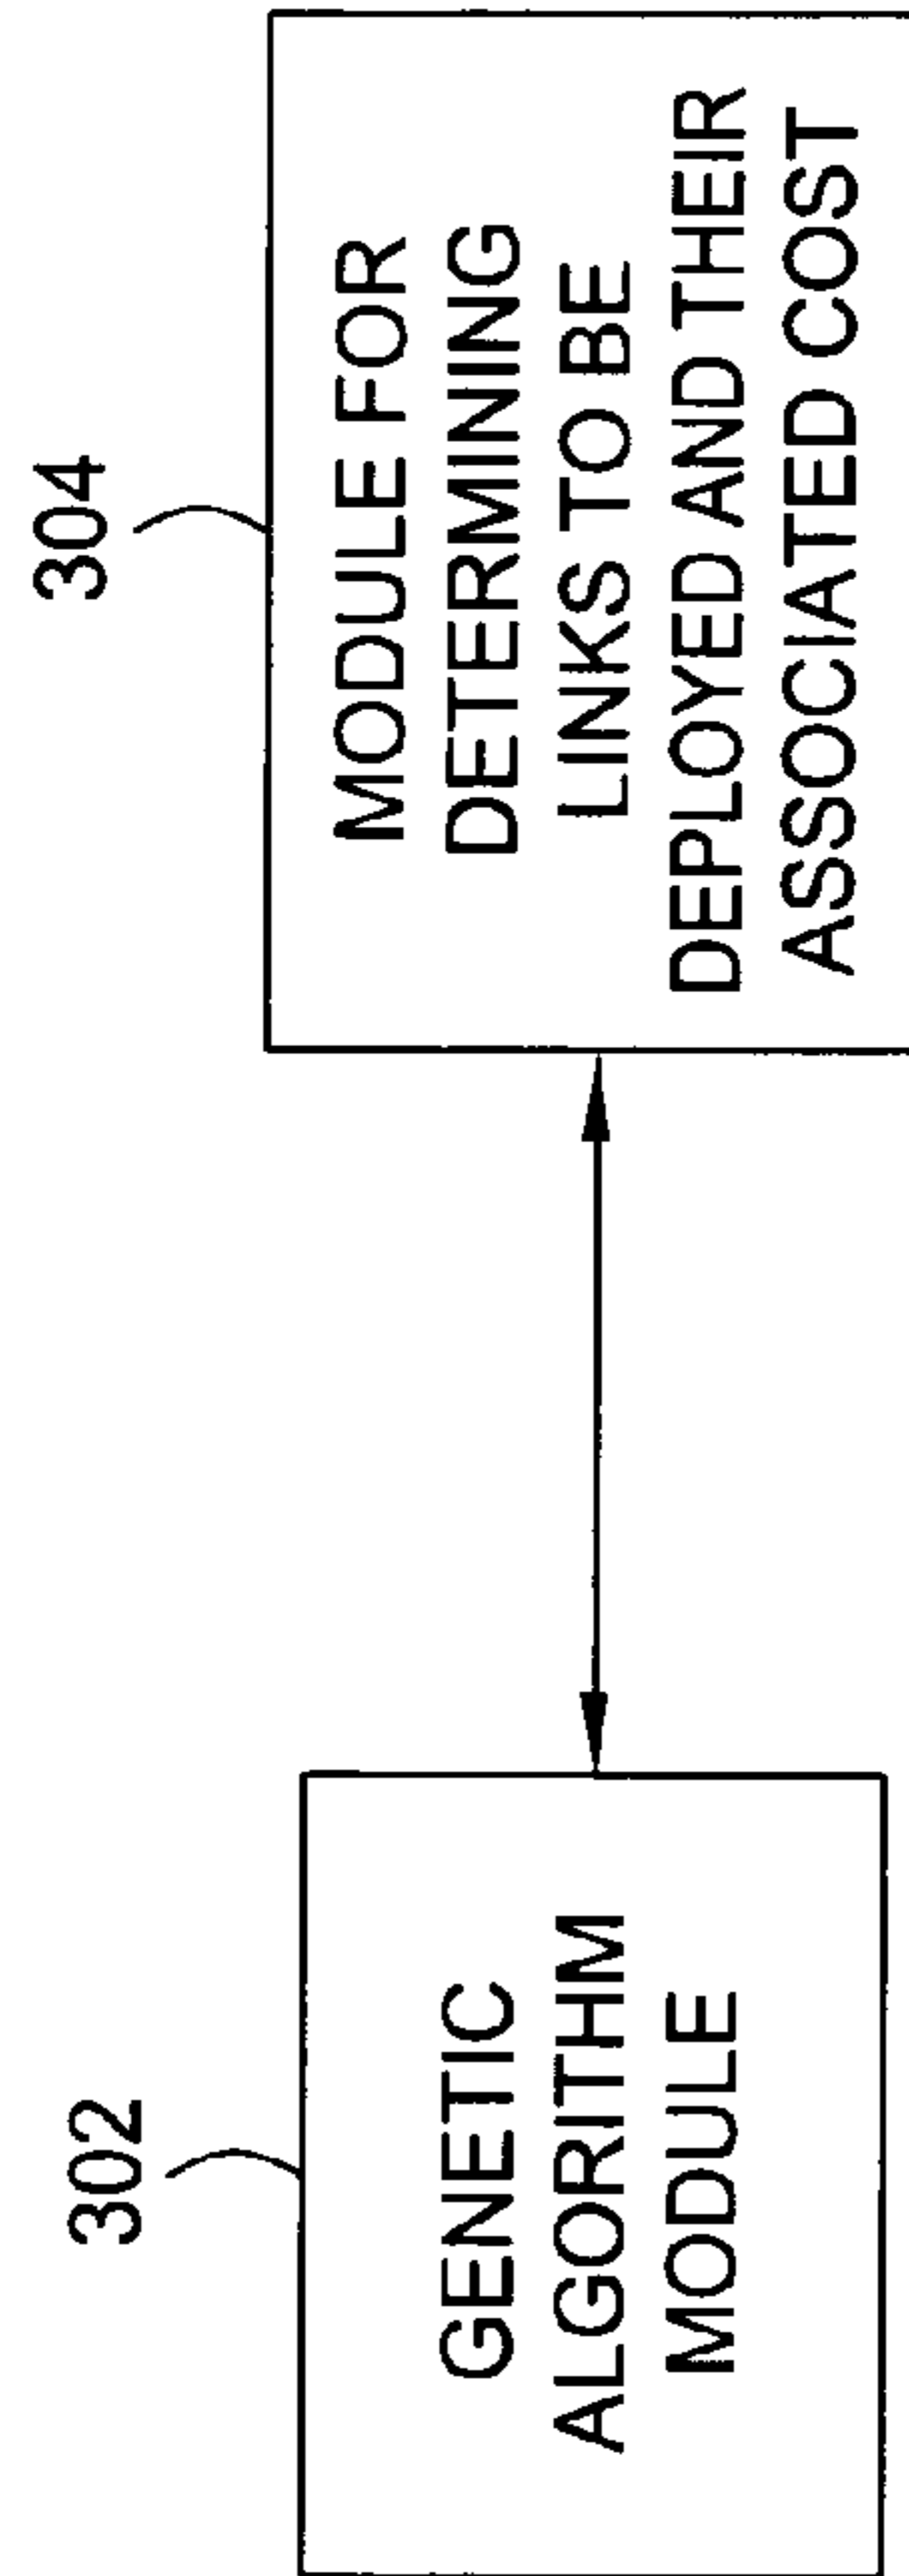 302
GENETIC
ALGORITHM
MODULE
304
MODULE FOR
DETERMINING
LINKS TO BE
DEPLOYED AND THEIR
ASSOCIATED COST